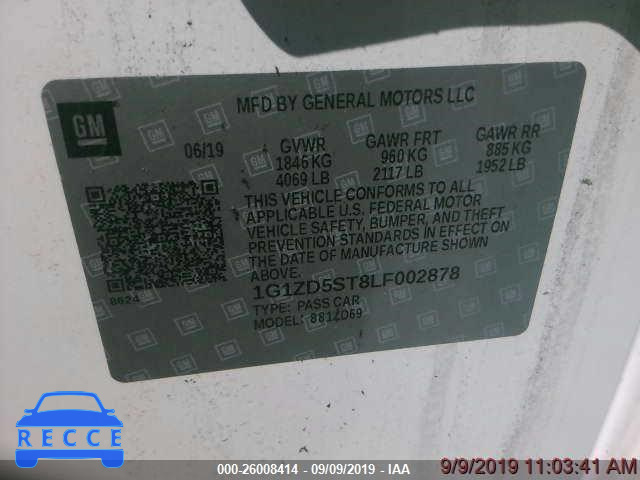 MFD BY GENERAL MOTORS LLC
GM
06/19 GVWR GAWR FRT GAWR RR
1846 KG 960 KG 885 KG
4069 LB 2117 LB 1952 LB
THIS VEHICLE CONFORMS TO ALL
APPLICABLE U.S. FEDERAL MOTOR
VEHICLE SAFETY, BUMPER, AND THEFT
PREVENTION STANDARDS IN EFFECT ON
THE DATE OF MANUFACTURE SHOWN
ABOVE.
8624
1G1ZD5ST8LF002878
TYPE: PASS CAR
MODEL: 881ZD69
RECCE
000-26008414 - 09/09/2019 - IAA
9/9/2019 11:03:41 AM